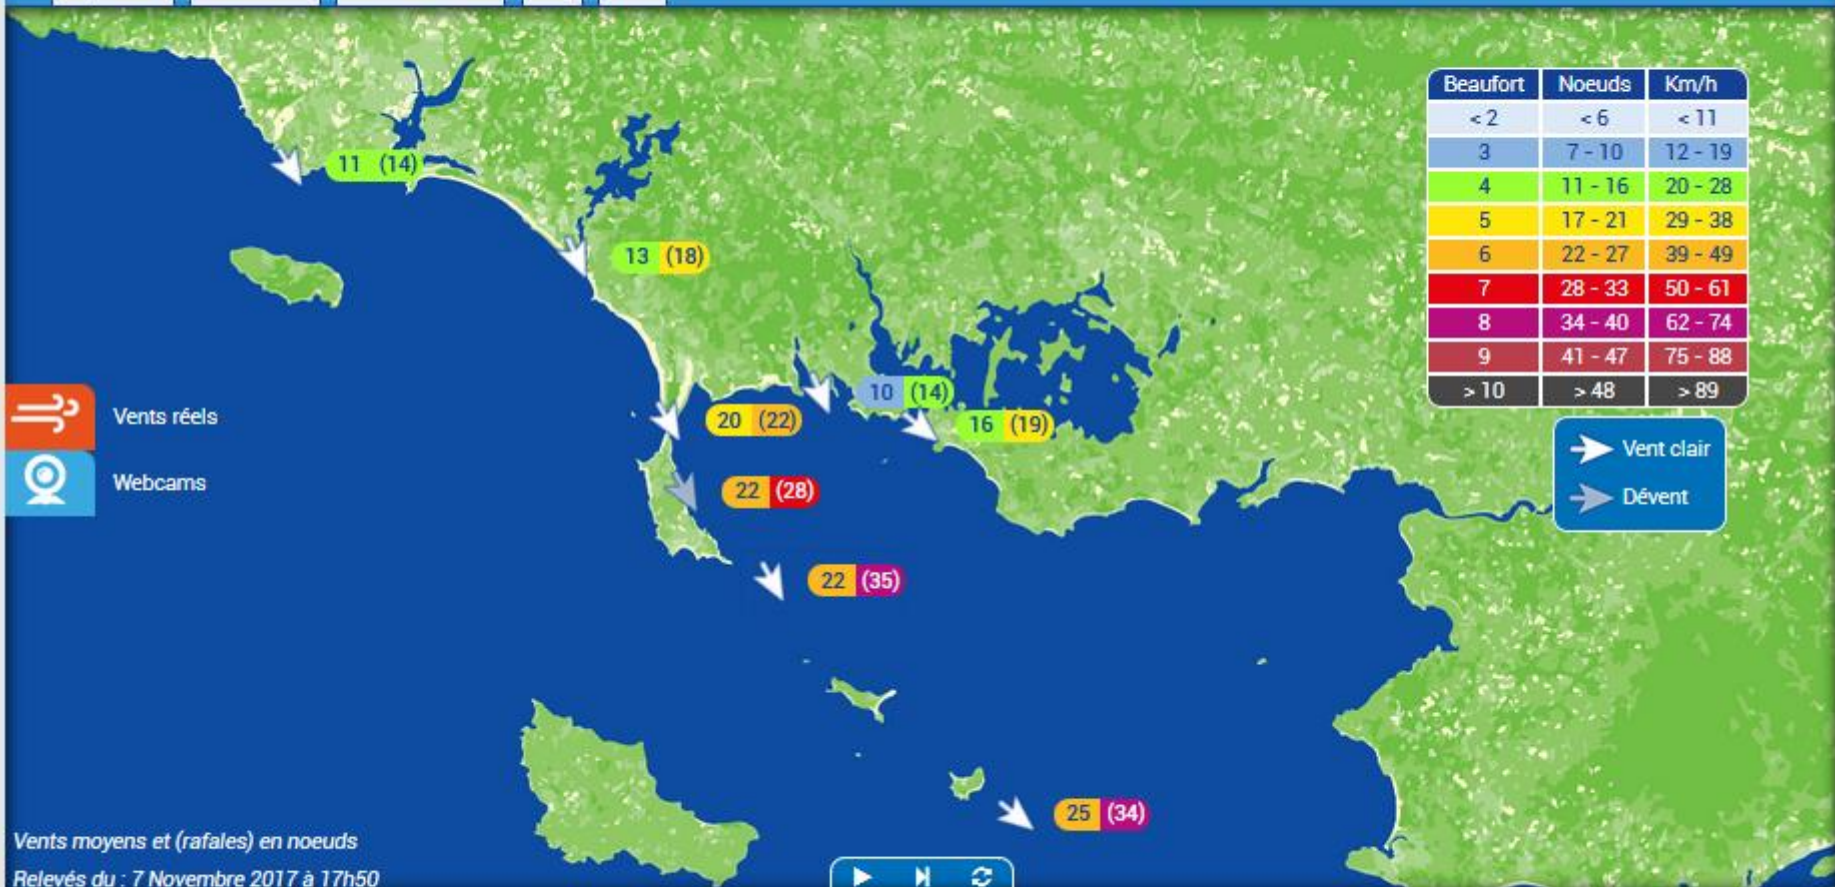 Beaufort Noeuds Km/h
< 2 < 6 < 11
3 7 - 10 12 - 19
4 11 - 16 20 - 28
5 17 - 21 29 - 38
6 22 - 27 39 - 49
7 28 - 33 50 - 61
8 34 - 40 62 - 74
9 41 - 47 75 - 88
> 10 > 48 > 89
Vent clair
Dévent
11 (14)
13 (18)
10 (14)
20 (22)
16 (19)
22 (28)
22 (35)
25 (34)
Vents réels
Webcams
Vents moyens et (rafales) en noeuds
Relevés du : 7 Novembre 2017 à 17h50